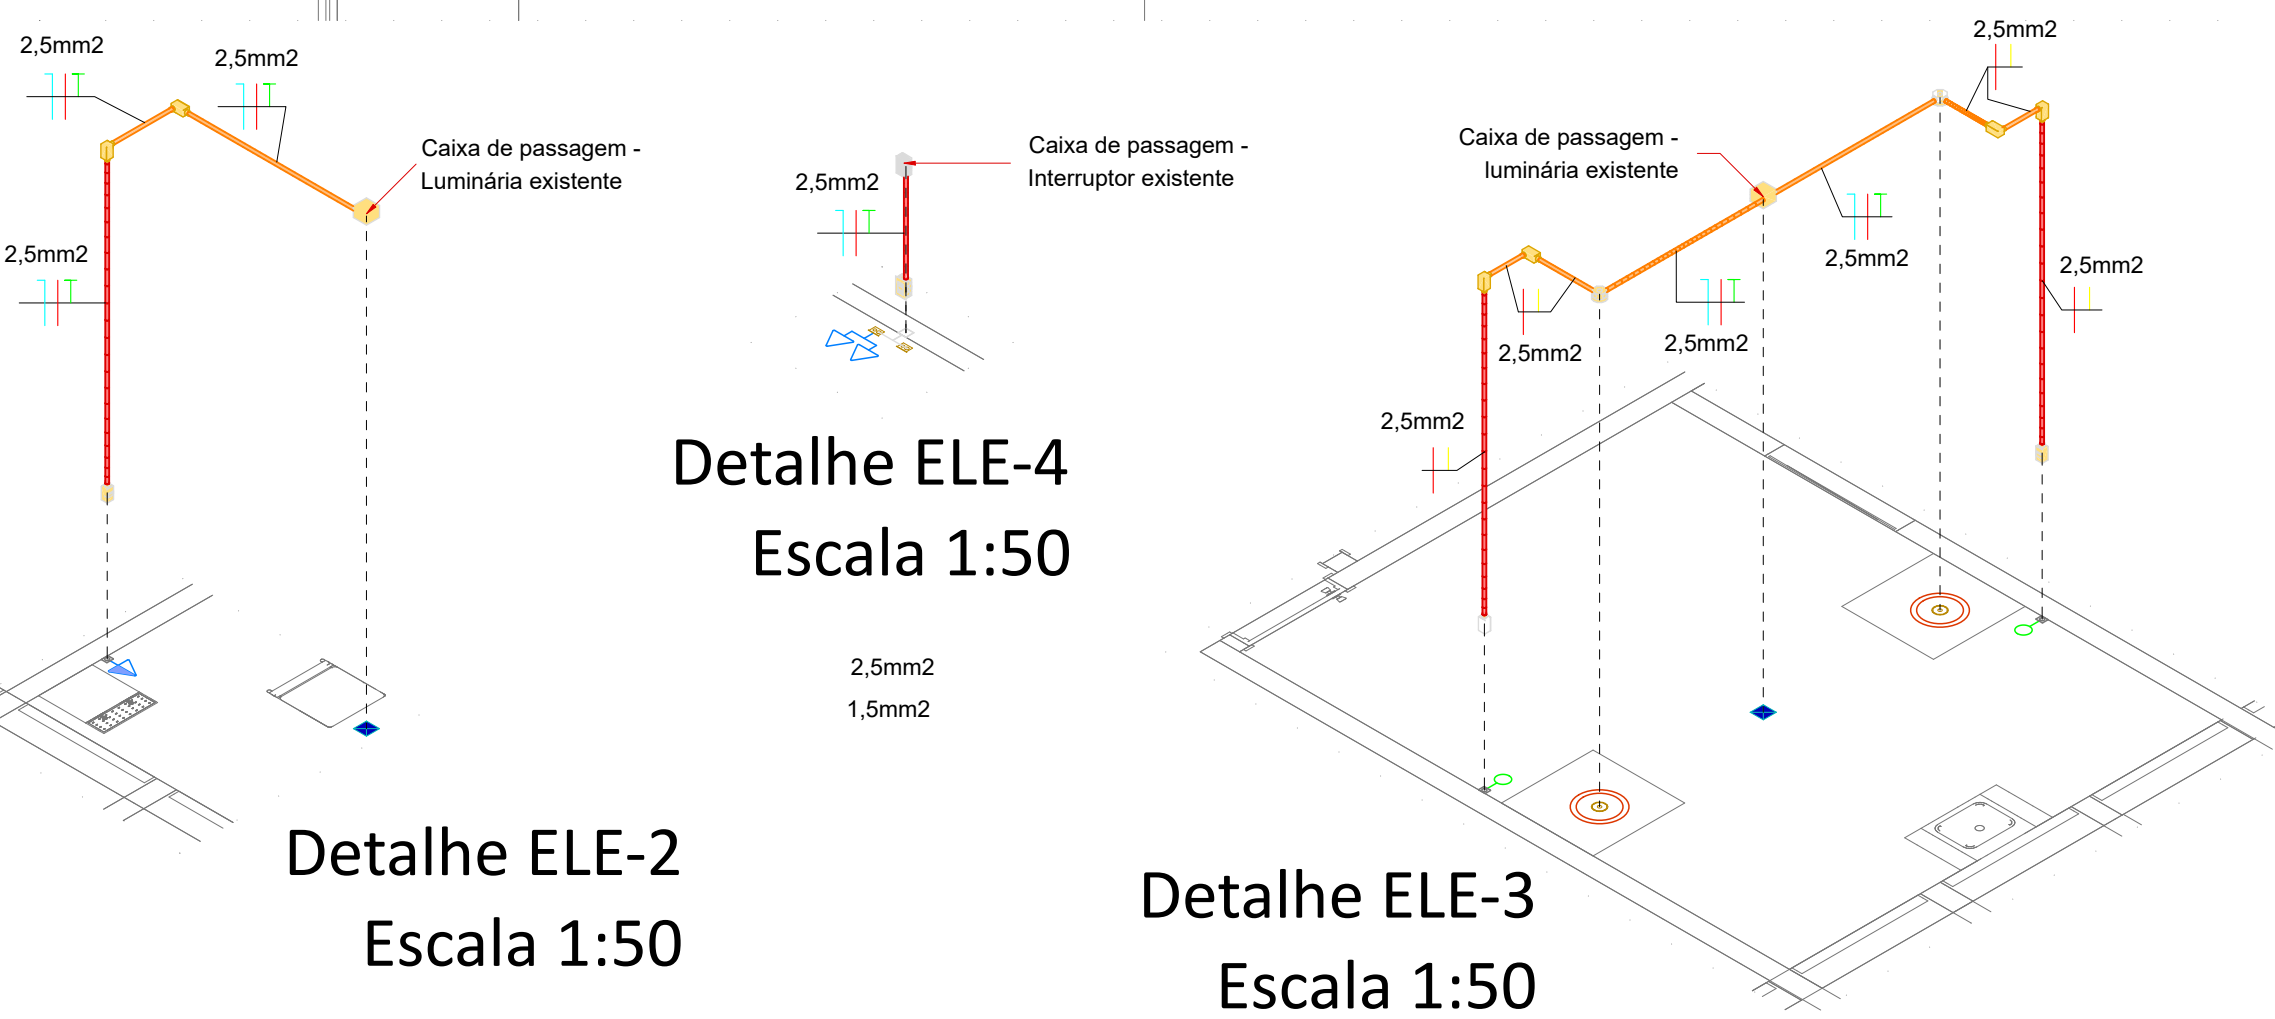 2,5mm2
2,5mm2
Caixa de passagem -
Luminária existente
2,5mm2
Detalhe ELE-2
Escala 1:50
Caixa de passagem -
Interruptor existente
2,5mm2
Detalhe ELE-4
Escala 1:50
2,5mm2
1,5mm2
2,5mm2
Caixa de passagem -
luminária existente
2,5mm2
2,5mm2
2,5mm2
2,5mm2
2,5mm2
Detalhe ELE-3
Escala 1:50